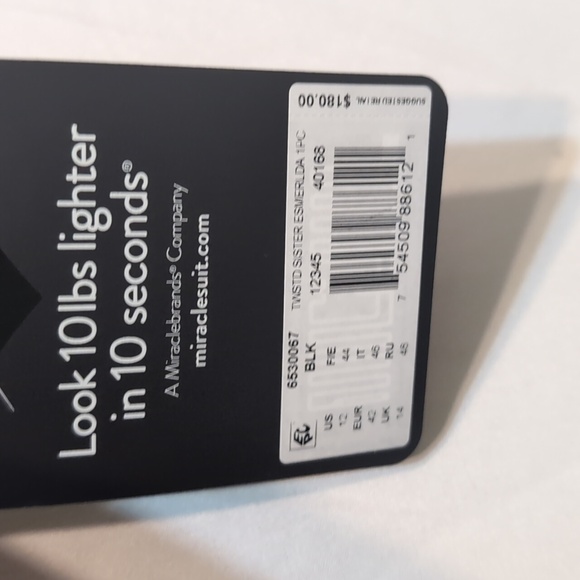 Look 10lbs lighter
in 10 seconds®
A Miraclebrands® Company
miraclesuit.com
SUGGESTED RETAIL
$180.00
6530067 TWSTD SISTER ESMERLDA 1PC
BLK 12345 40168
US F/E
12 44
EUR IT
42 46
UK RU
14 48
7 54509 88612 1